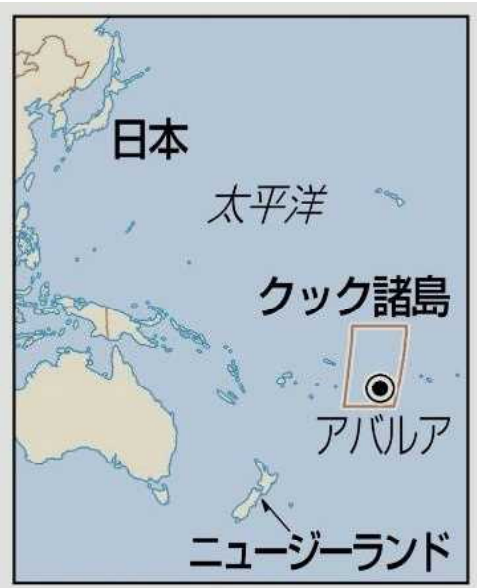 日本
太平洋
クック諸島
アバルア
ニュージーランド